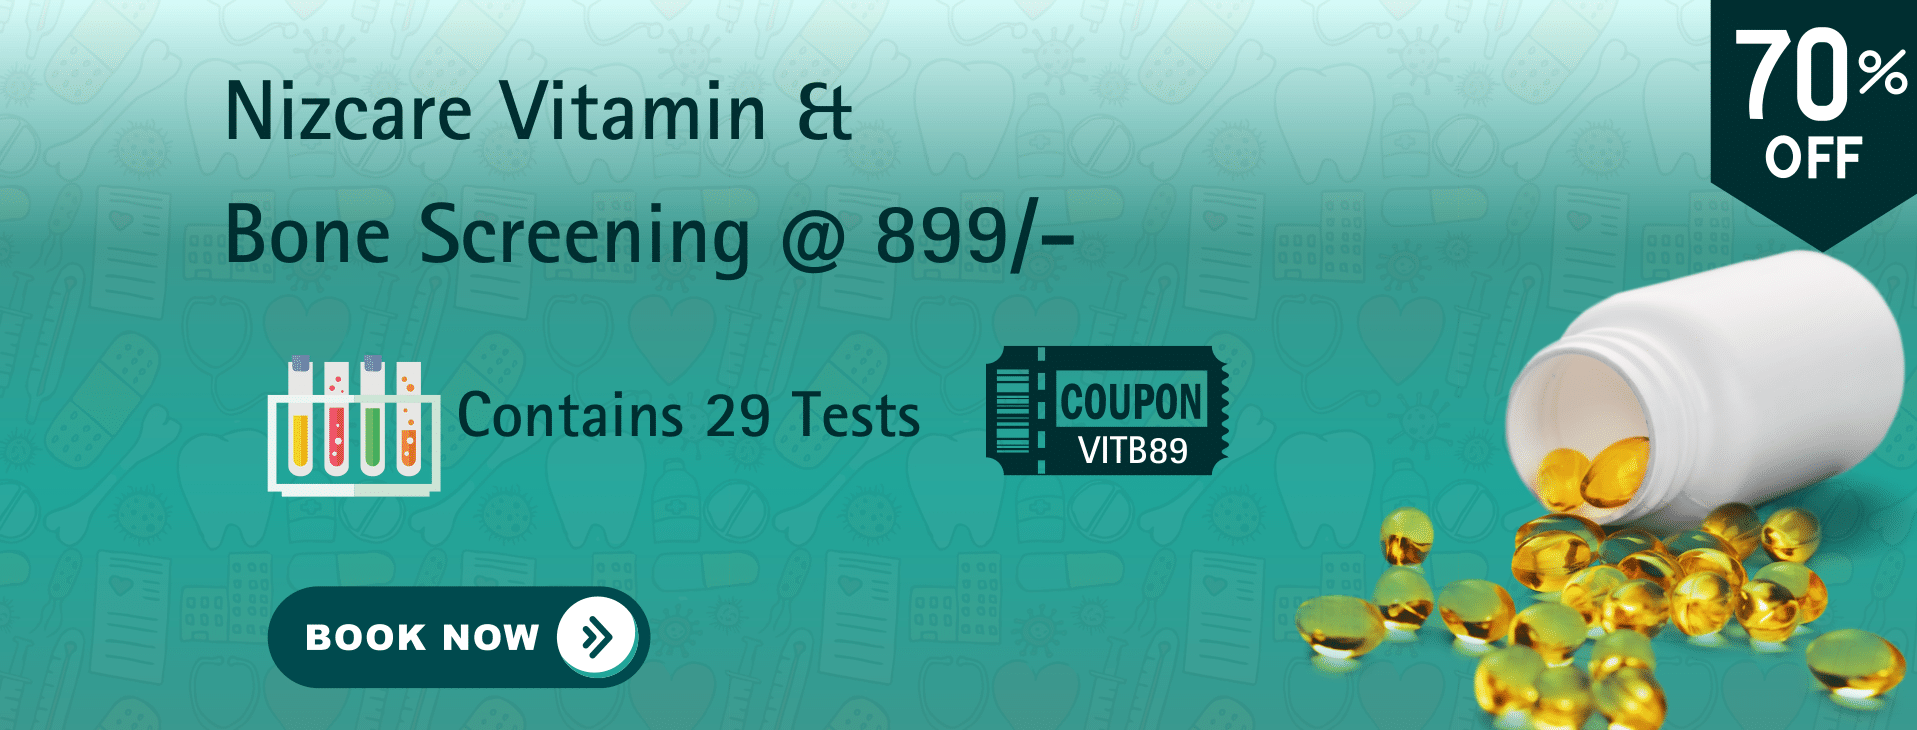 Nizcare Vitamin &
Bone Screening @ 899/-
70%
OFF
Contains 29 Tests
COUPON
VITB89
BOOK NOW